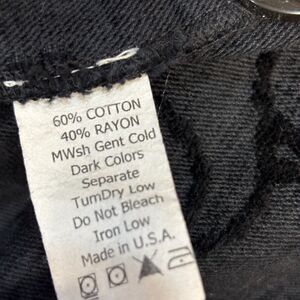 60% COTTON
40% RAYON
MWsh Gent Cold
Dark Colors
Separate
TumDry Low
Do Not Bleach
Iron Low
Made in U.S.A.